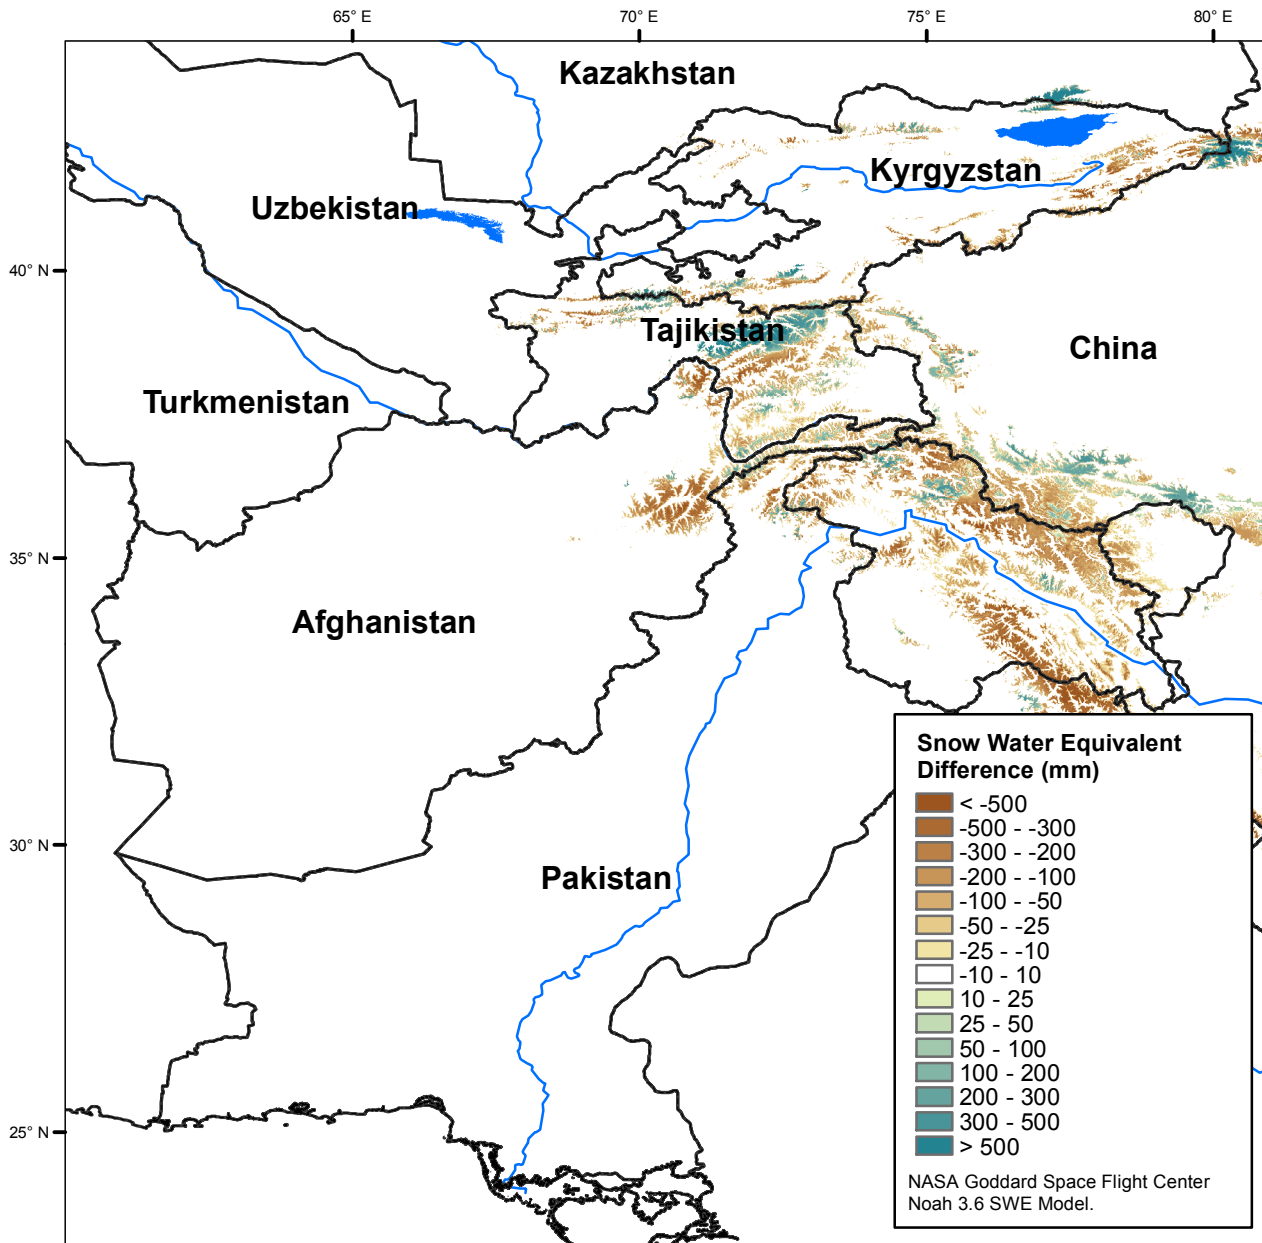 65° E
70° E
75° E
80° E
Kazakhstan
Kyrgyzstan
Uzbekistan
40° N
Tajikistan
China
Turkmenistan
35° N
Afghanistan
30° N
Pakistan
25° N
Snow Water Equivalent
Difference (mm)
< -500
-500 - -300
-300 - -200
-200 - -100
-100 - -50
-50 - -25
-25 - -10
-10 - 10
10 - 25
25 - 50
50 - 100
100 - 200
200 - 300
300 - 500
> 500
NASA Goddard Space Flight Center
Noah 3.6 SWE Model.